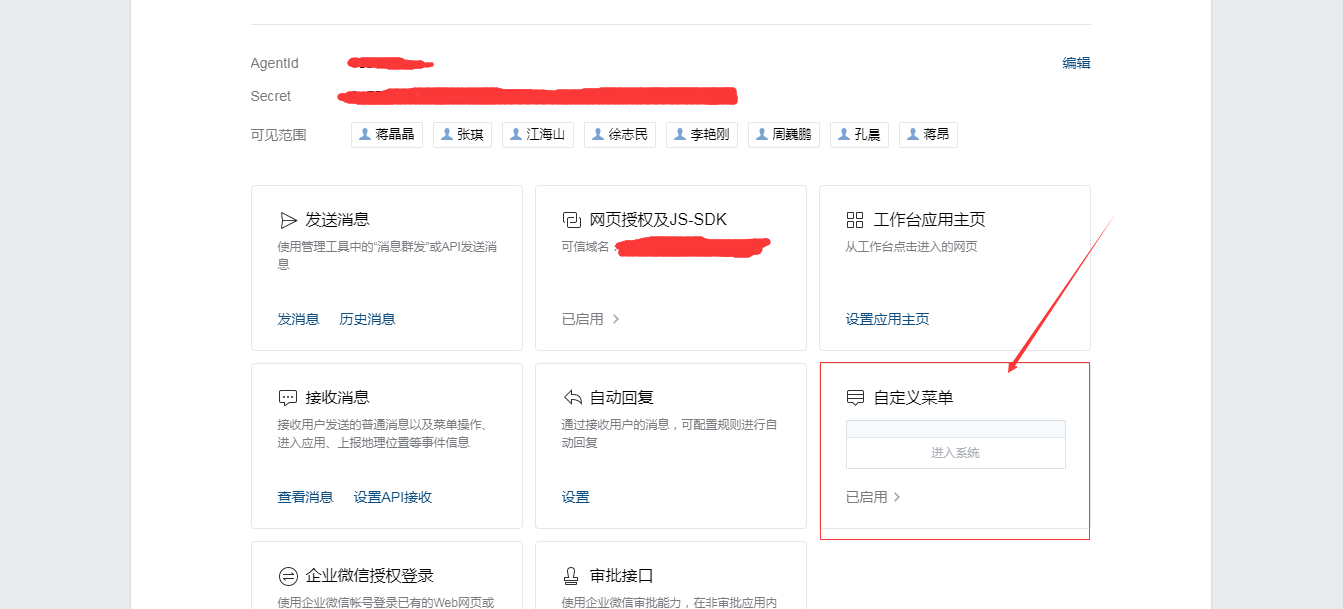 AgentId
编辑
Secret
可见范围 蒋晶晶 张琪 江海山 徐志民 李艳刚 周巍鹏 孔晨 蒋昂
发送消息
使用管理工具中的“消息群发”或API发送消
息
发消息 历史消息
网页授权及JS-SDK
可信域名：
已启用 >
工作台应用主页
从工作台点击进入的网页
设置应用主页
接收消息
接收用户发送的普通消息以及菜单操作、
进入应用、上报地理位置等事件信息
查看消息 设置API接收
自动回复
通过接收用户的消息，可配置规则进行自
动回复
设置
自定义菜单
进入系统
已启用 >
企业微信授权登录
使用企业微信帐号登录已有的Web网页或
审批接口
使用企业微信审批能力，在非审批应用内